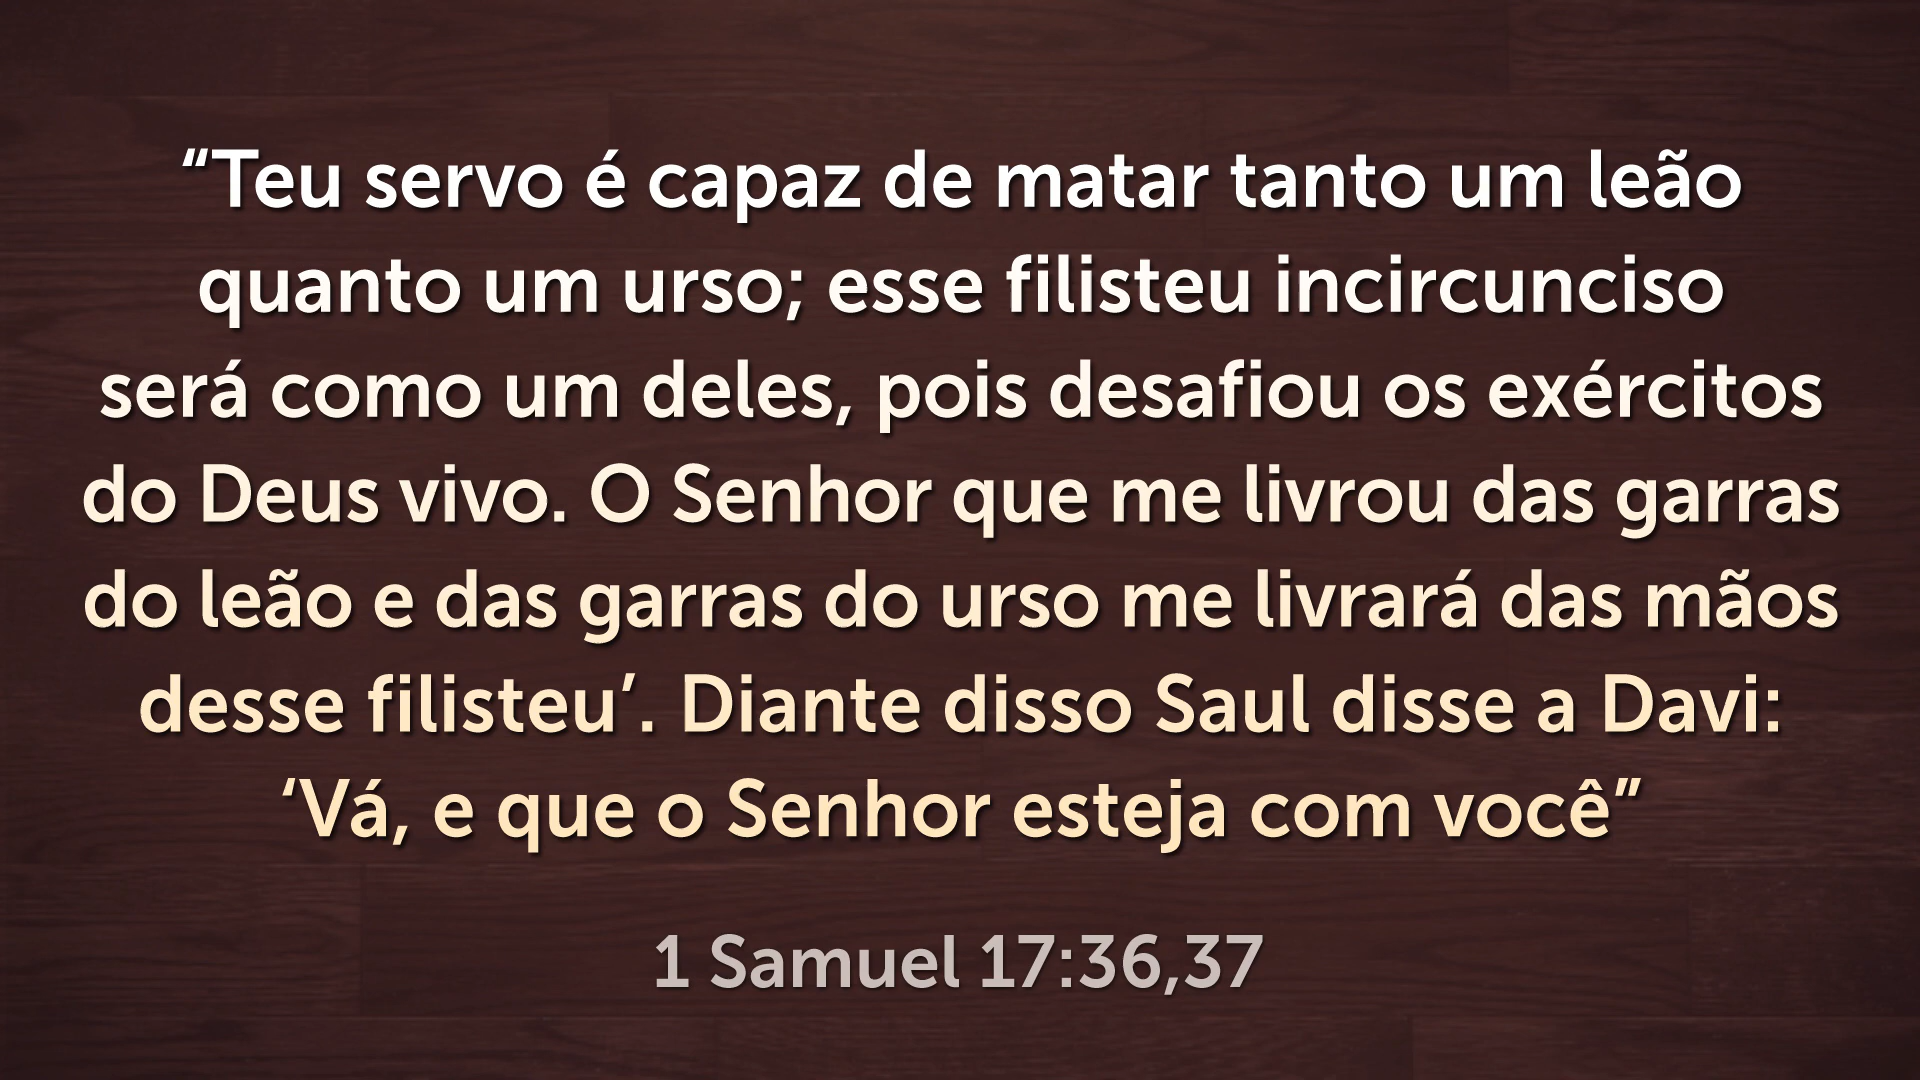 “Teu servo é capaz de matar tanto um leão
quanto um urso; esse filisteu incircunciso
será como um deles, pois desafiou os exércitos
do Deus vivo. O Senhor que me livrou das garras
do leão e das garras do urso me livrará das mãos
desse filisteu’. Diante disso Saul disse a Davi:
‘Vá, e que o Senhor esteja com você”
1 Samuel 17:36,37